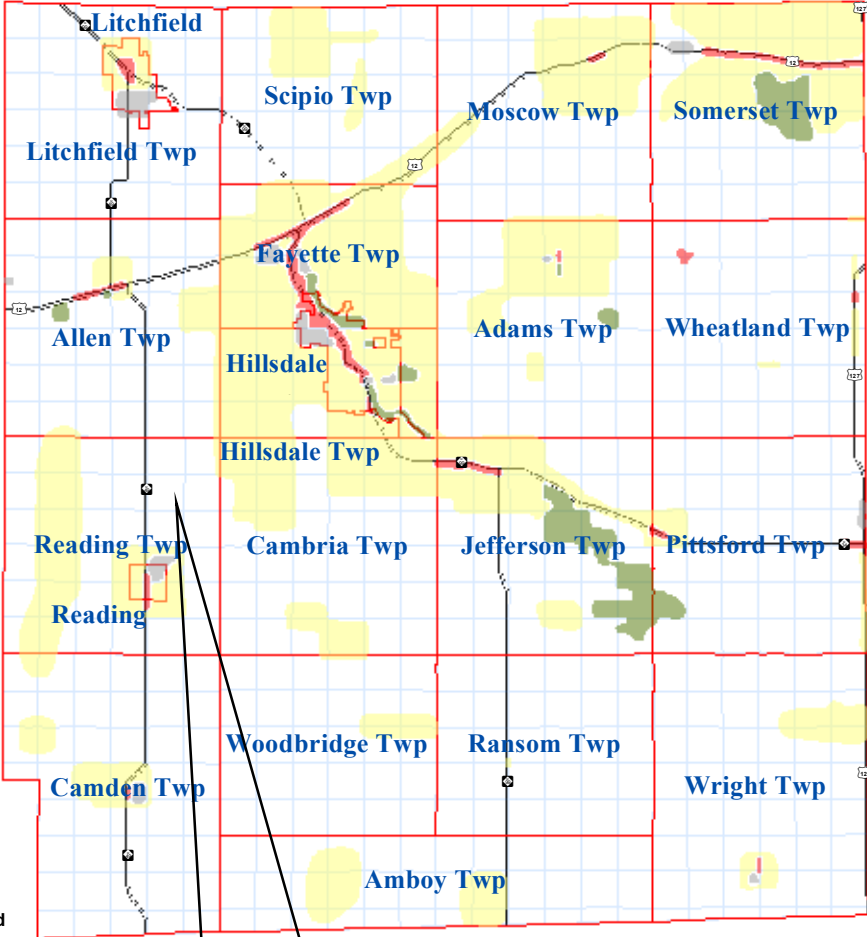 127
Litchfield
12
Scipio Twp
Moscow Twp
Somerset Twp
Litchfield Twp
12
Fayette Twp
12
Allen Twp
Adams Twp
Wheatland Twp
Hillsdale
127
Hillsdale Twp
Reading Twp
Cambria Twp
Jefferson Twp
Pittsford Twp
Reading
Woodbridge Twp
Ransom Twp
12
Camden Twp
Wright Twp
Amboy Twp
d